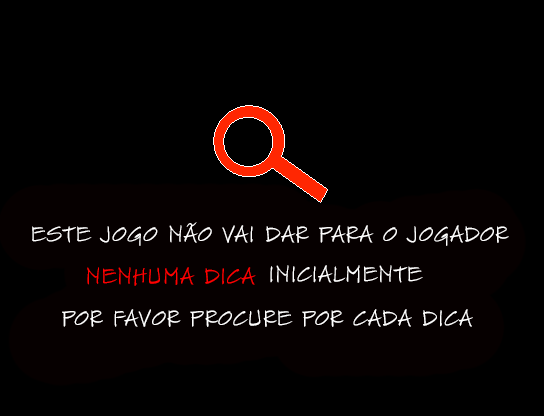 ESTE JOGO NÃO VAI DAR PARA O JOGADOR
NENHUMA DICA INICIALMENTE
POR FAVOR PROCURE POR CADA DICA